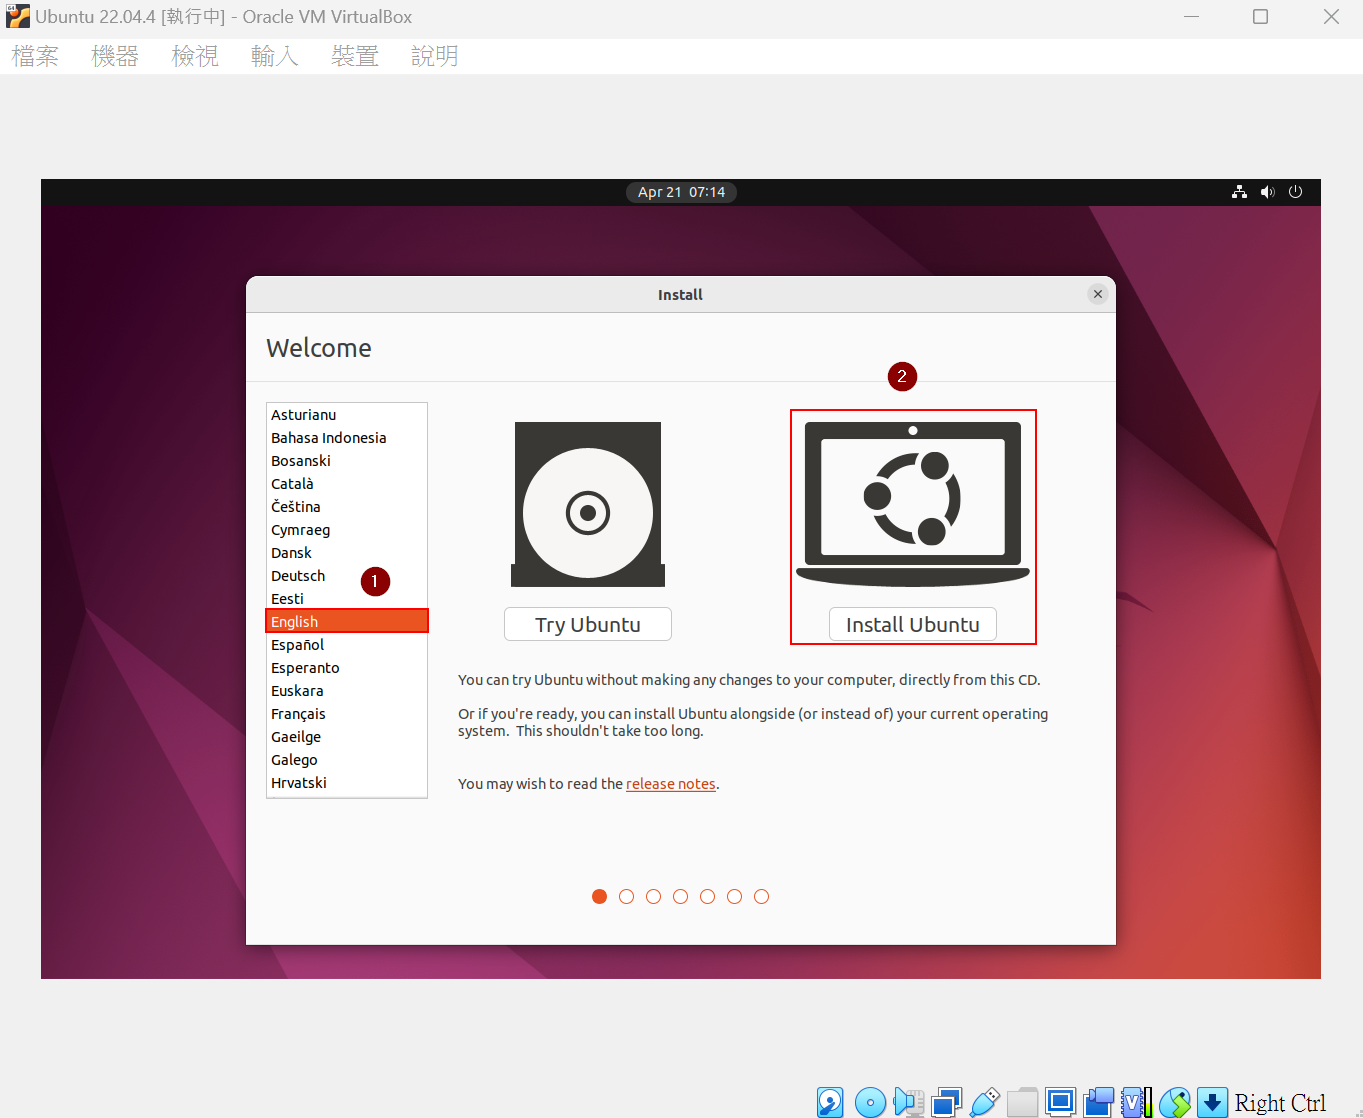 Ubuntu 22.04.4 [執行中] - Oracle VM VirtualBox
檔案 機器 檢視 輸入 裝置 說明
Apr 21 07:14
Install
Welcome
2
Asturianu
Bahasa Indonesia
Bosanski
Català
Čeština
Cymraeg
Dansk
Deutsch
1
Eesti
English
Español
Esperanto
Euskara
Français
Gaeilge
Galego
Hrvatski
Try Ubuntu
Install Ubuntu
You can try Ubuntu without making any changes to your computer, directly from this CD.
Or if you're ready, you can install Ubuntu alongside (or instead of) your current operating
system. This shouldn't take too long.
You may wish to read the release notes.
Right Ctrl